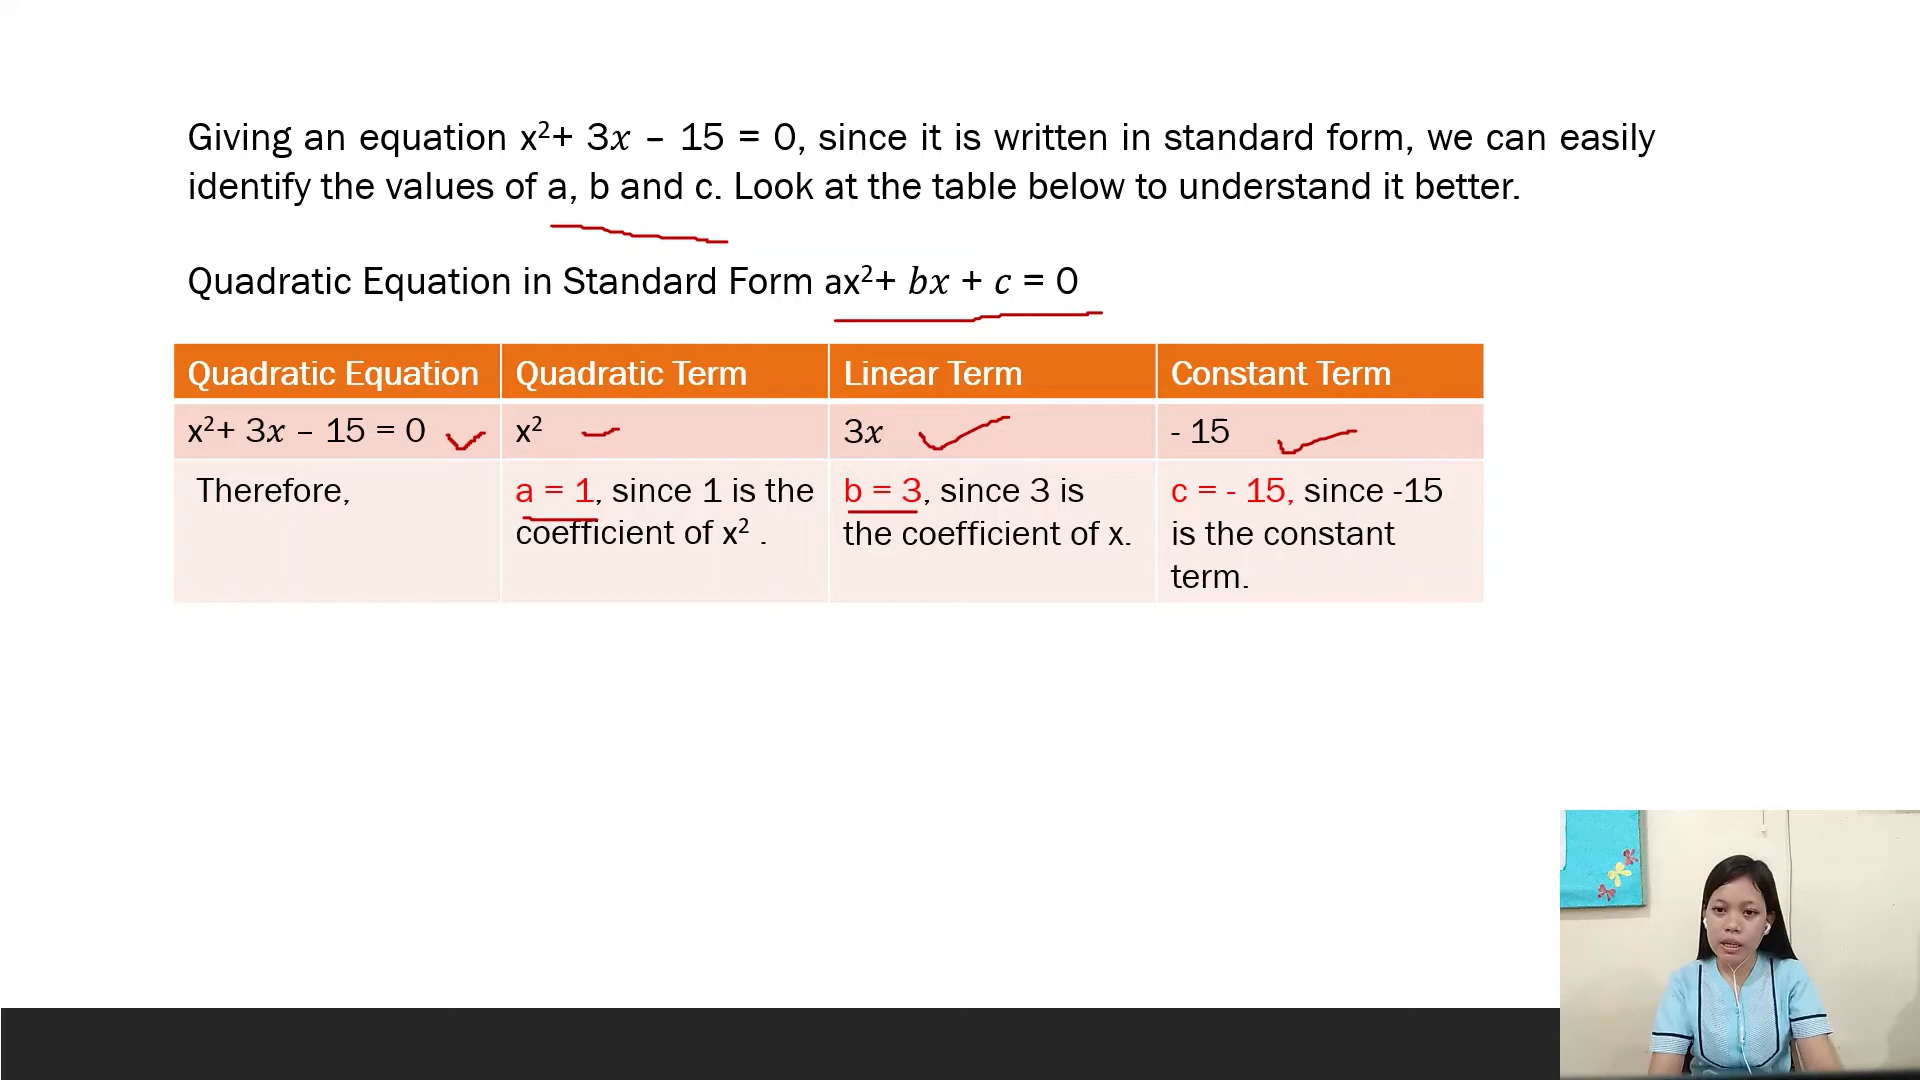 Giving an equation x²+ 3x – 15 = 0, since it is written in standard form, we can easily
identify the values of a, b and c. Look at the table below to understand it better.
Quadratic Equation in Standard Form ax²+ bx + c = 0
Quadratic Equation Quadratic Term Linear Term Constant Term
x²+ 3x – 15 = 0 x² 3x - 15
Therefore, a = 1, since 1 is the b = 3, since 3 is c = - 15, since -15
coefficient of x² . the coefficient of x. is the constant
term.